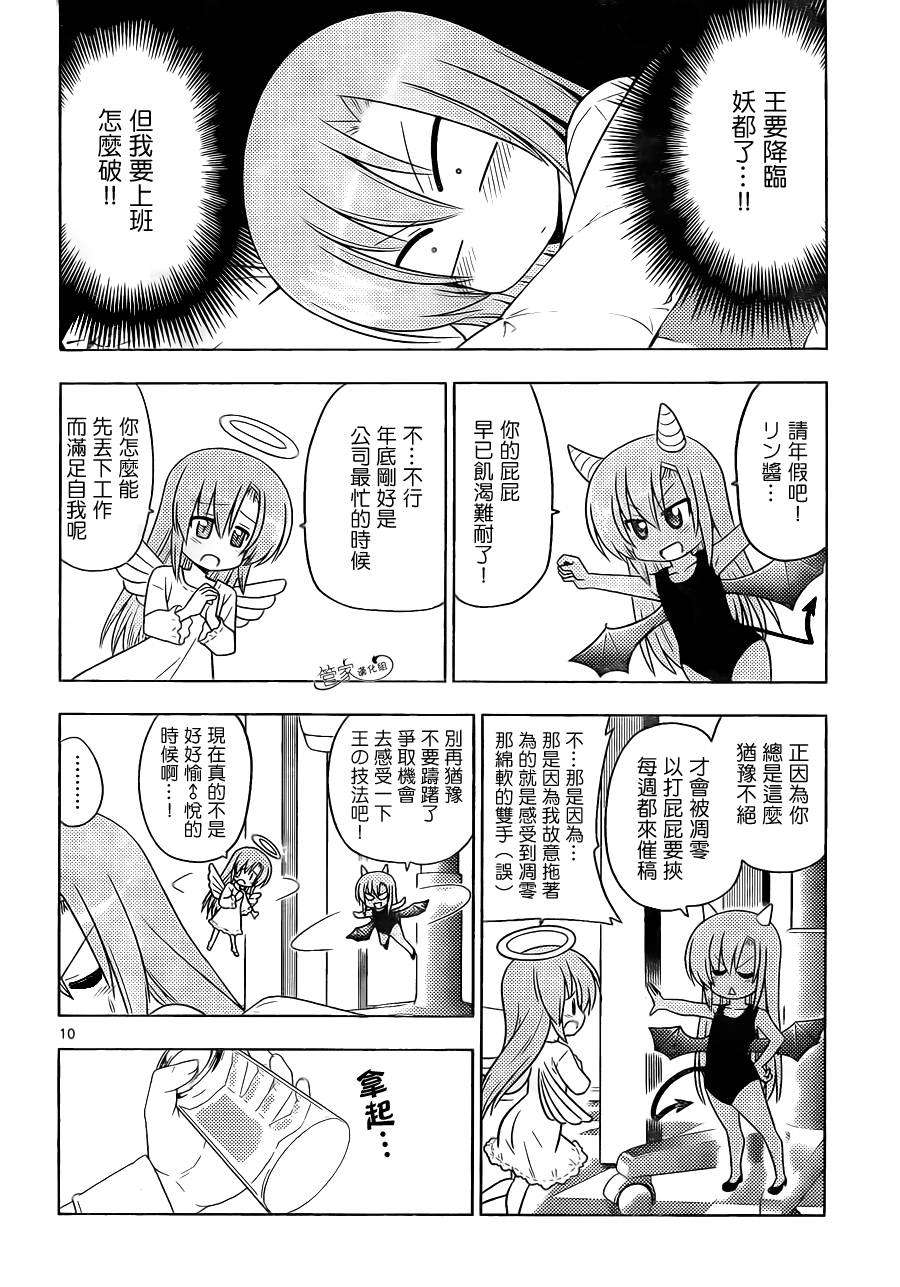 王要降臨
妖都了…!!
但我要上班
怎麼破!!
請年假吧！
リン醬…
你的屁屁
早已飢渴難耐了！
不…不行
年底剛好是
公司最忙的時候
你怎麼能
先丟下工作
而滿足自我呢
管家進化組
正因為你
總是這麼
猶豫不絕
才會被凋零
以打屁屁要挾
每週都來催稿
不…那是因為…
那是因為我故意拖著
為的就是感受到凋零
那綿軟的雙手（誤）
別再猶豫
不要躊躇了
爭取機會
去感受一下
王の技法吧！
現在真的不是
好好愉⇔悅的
時候啊…！
………
10
拿起…